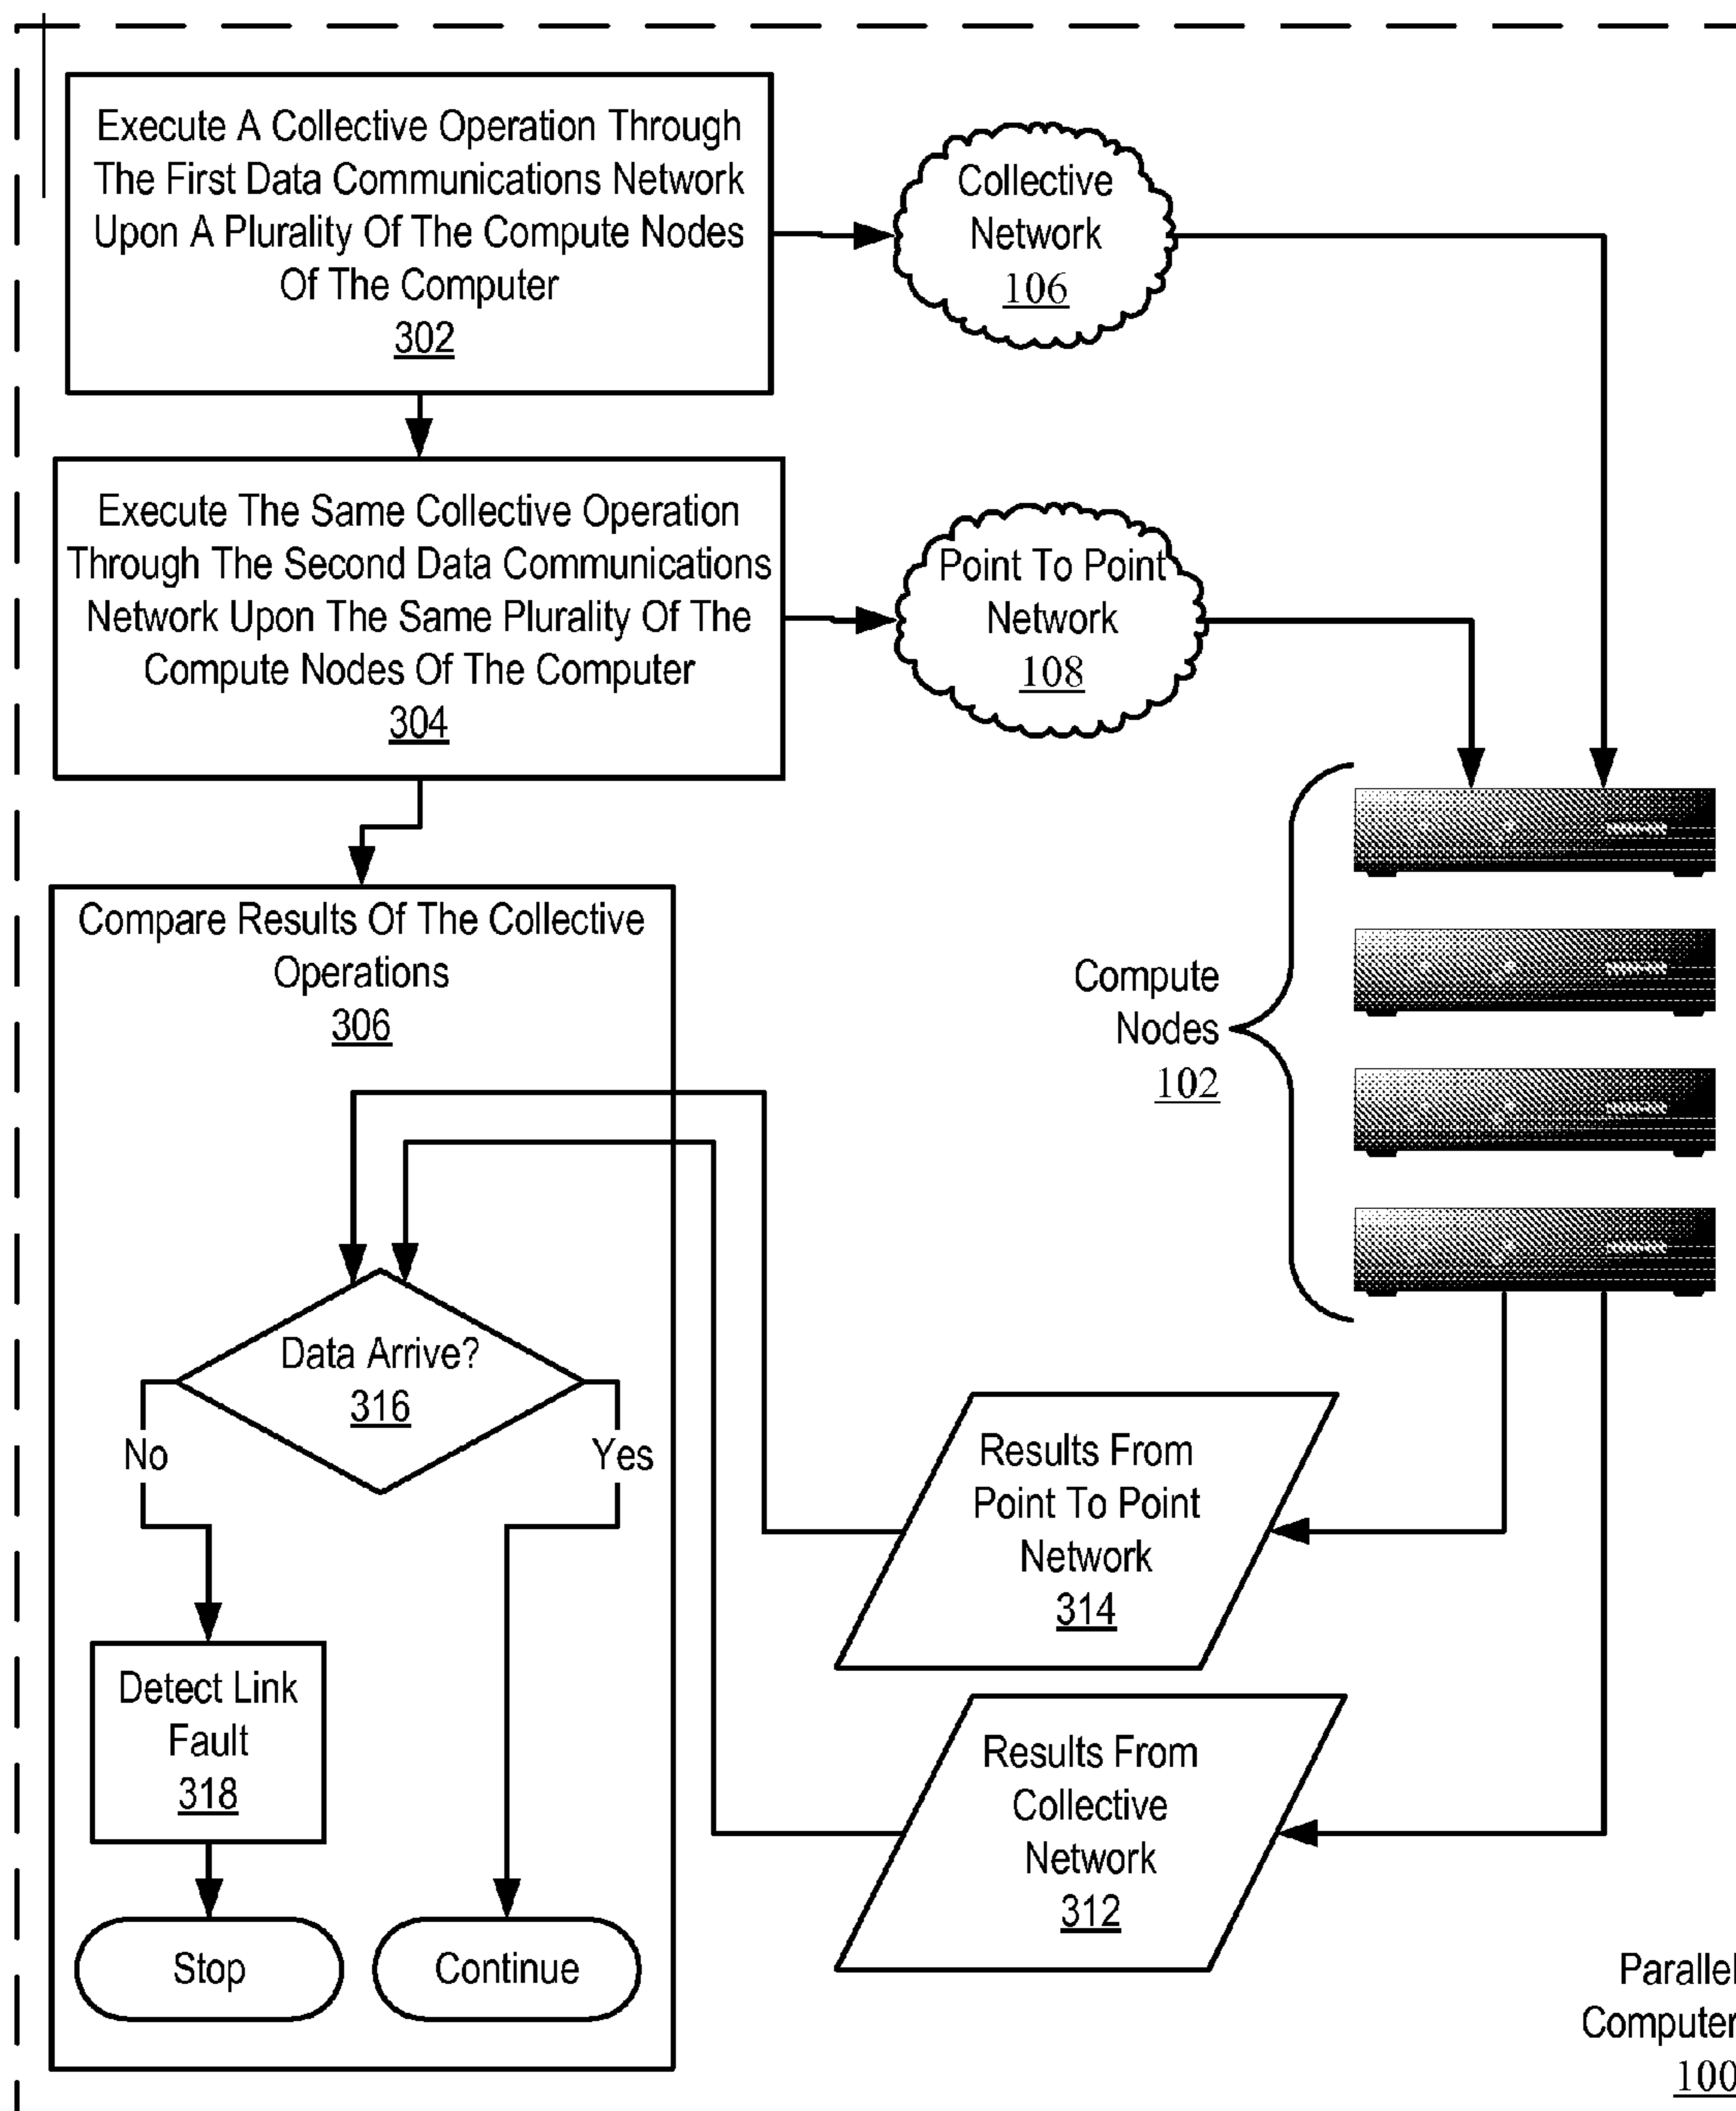 Execute A Collective Operation Through
The First Data Communications Network
Upon A Plurality Of The Compute Nodes
Of The Computer
302
Collective
Network
106
Execute The Same Collective Operation
Through The Second Data Communications
Network Upon The Same Plurality Of The
Compute Nodes Of The Computer
304
Point To Point
Network
108
Compare Results Of The Collective
Operations
306
Compute
Nodes
102
Data Arrive?
316
No
Yes
Results From
Point To Point
Network
314
Detect Link
Fault
318
Results From
Collective
Network
312
Stop
Continue
Parallel
Computer
100